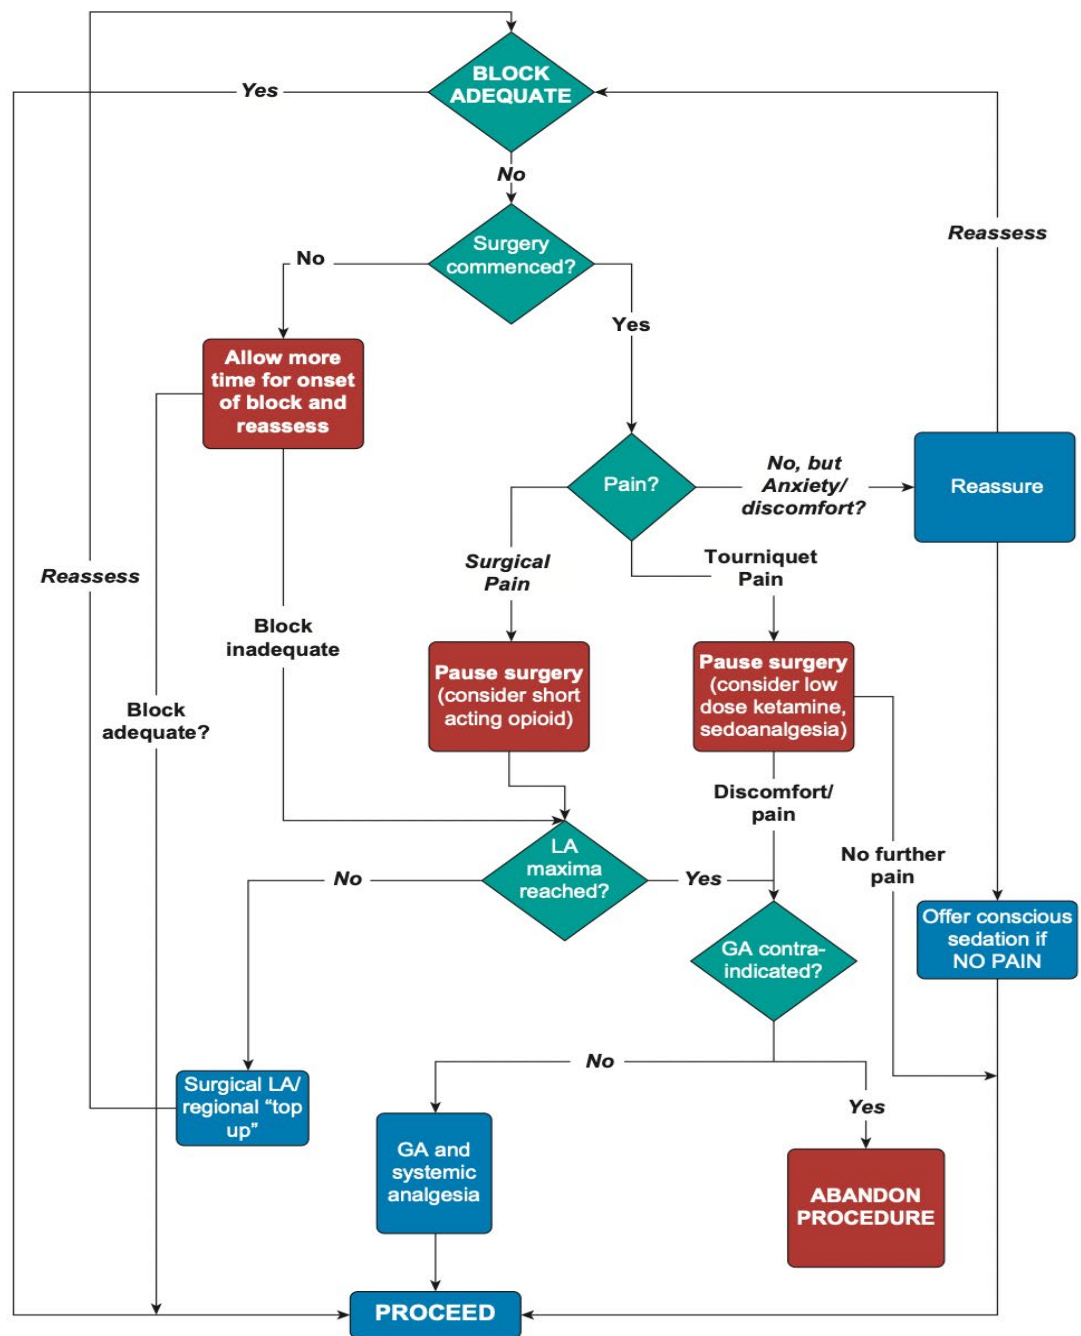 BLOCK
ADEQUATE
Yes
No
Surgery
commenced?
No
Yes
Reassess
Allow more
time for onset
of block and
reassess
Pain?
No, but
Anxiety/
discomfort?
Reassure
Surgical
Pain
Tourniquet
Pain
Reassess
Block
inadequate
Block
adequate?
Pause surgery
(consider short
acting opioid)
Pause surgery
(consider low
dose ketamine,
sedoanalgesia)
Discomfort/
pain
No further
pain
LA
maxima
reached?
No
Yes
GA contra-
indicated?
Offer conscious
sedation if
NO PAIN
No
Yes
Surgical LA/
regional “top
up”
GA and
systemic
analgesia
ABANDON
PROCEDURE
PROCEED